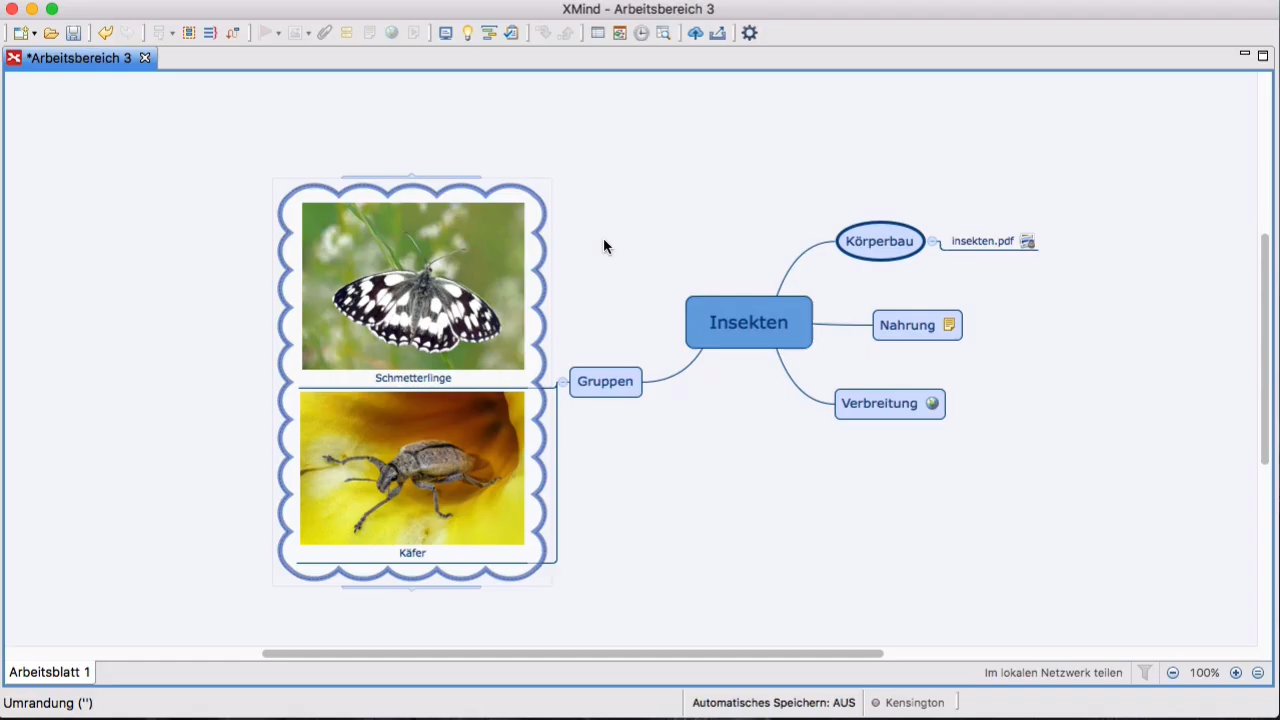 XMind - Arbeitsbereich 3
*Arbeitsbereich 3
Körperbau
insekten.pdf
Insekten
Nahrung
Schmetterlinge
Gruppen
Verbreitung
Käfer
Arbeitsblatt 1
Im lokalen Netzwerk teilen
100%
Umrandung ('')
Automatisches Speichern: AUS
Kensington